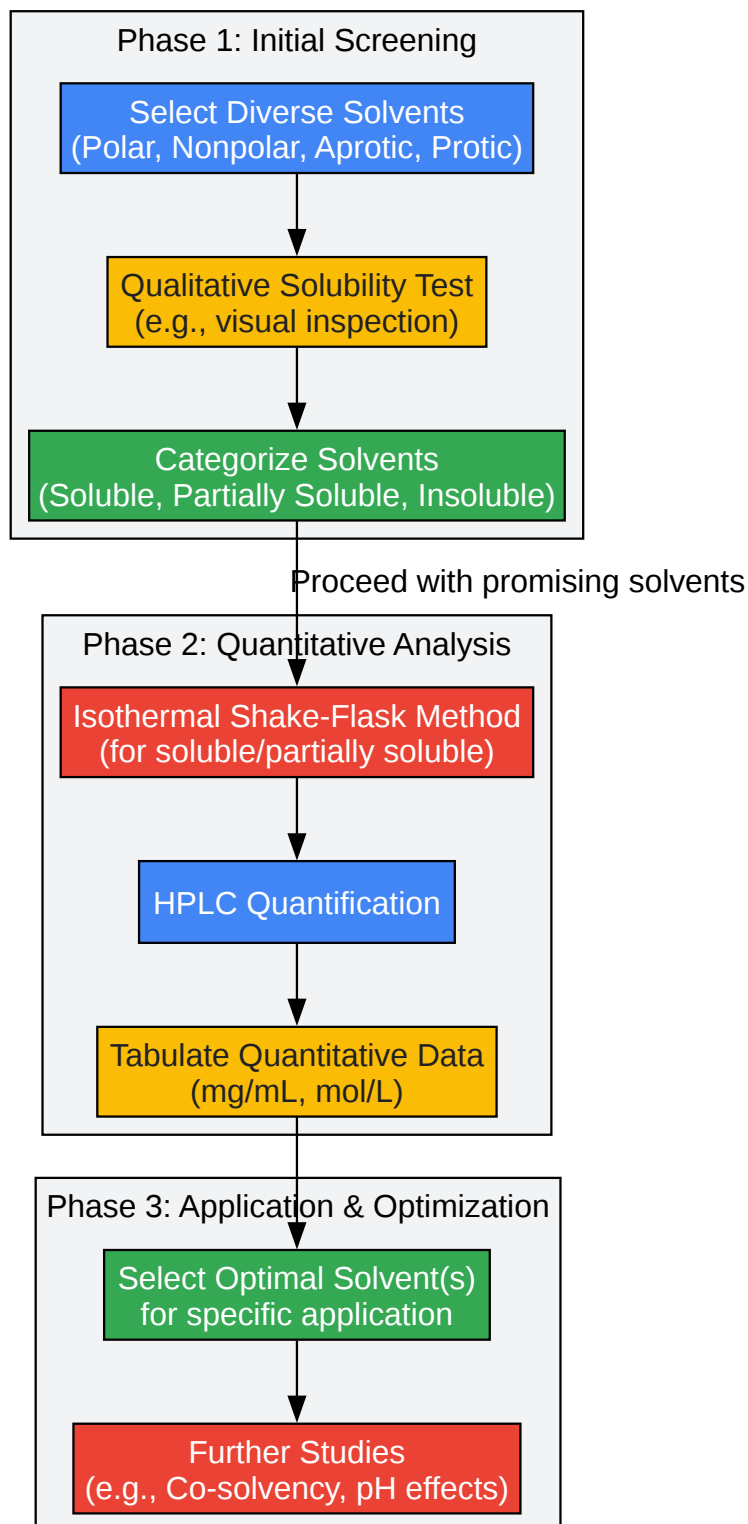 Phase 1: Initial Screening
Select Diverse Solvents
(Polar, Nonpolar, Aprotic, Protic)
Qualitative Solubility Test
(e.g., visual inspection)
Categorize Solvents
(Soluble, Partially Soluble, Insoluble)
Proceed with promising solvents
Phase 2: Quantitative Analysis
Isothermal Shake-Flask Method
(for soluble/partially soluble)
HPLC Quantification
Tabulate Quantitative Data
(mg/mL, mol/L)
Phase 3: Application & Optimization
Select Optimal Solvent(s)
for specific application
Further Studies
(e.g., Co-solvency, pH effects)